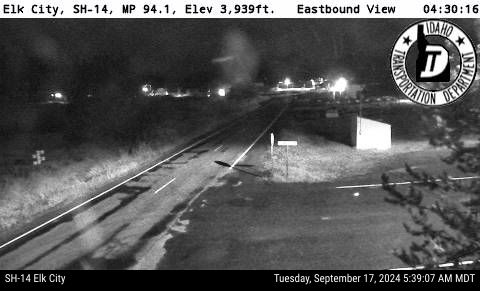 Elk City, SH-14, MP 94.1, Elev 3,939ft. Eastbound View 04:30:16
IDAHO
TRANSPORTATION DEPARTMENT
SH-14 Elk City Tuesday, September 17, 2024 5:39:07 AM MDT